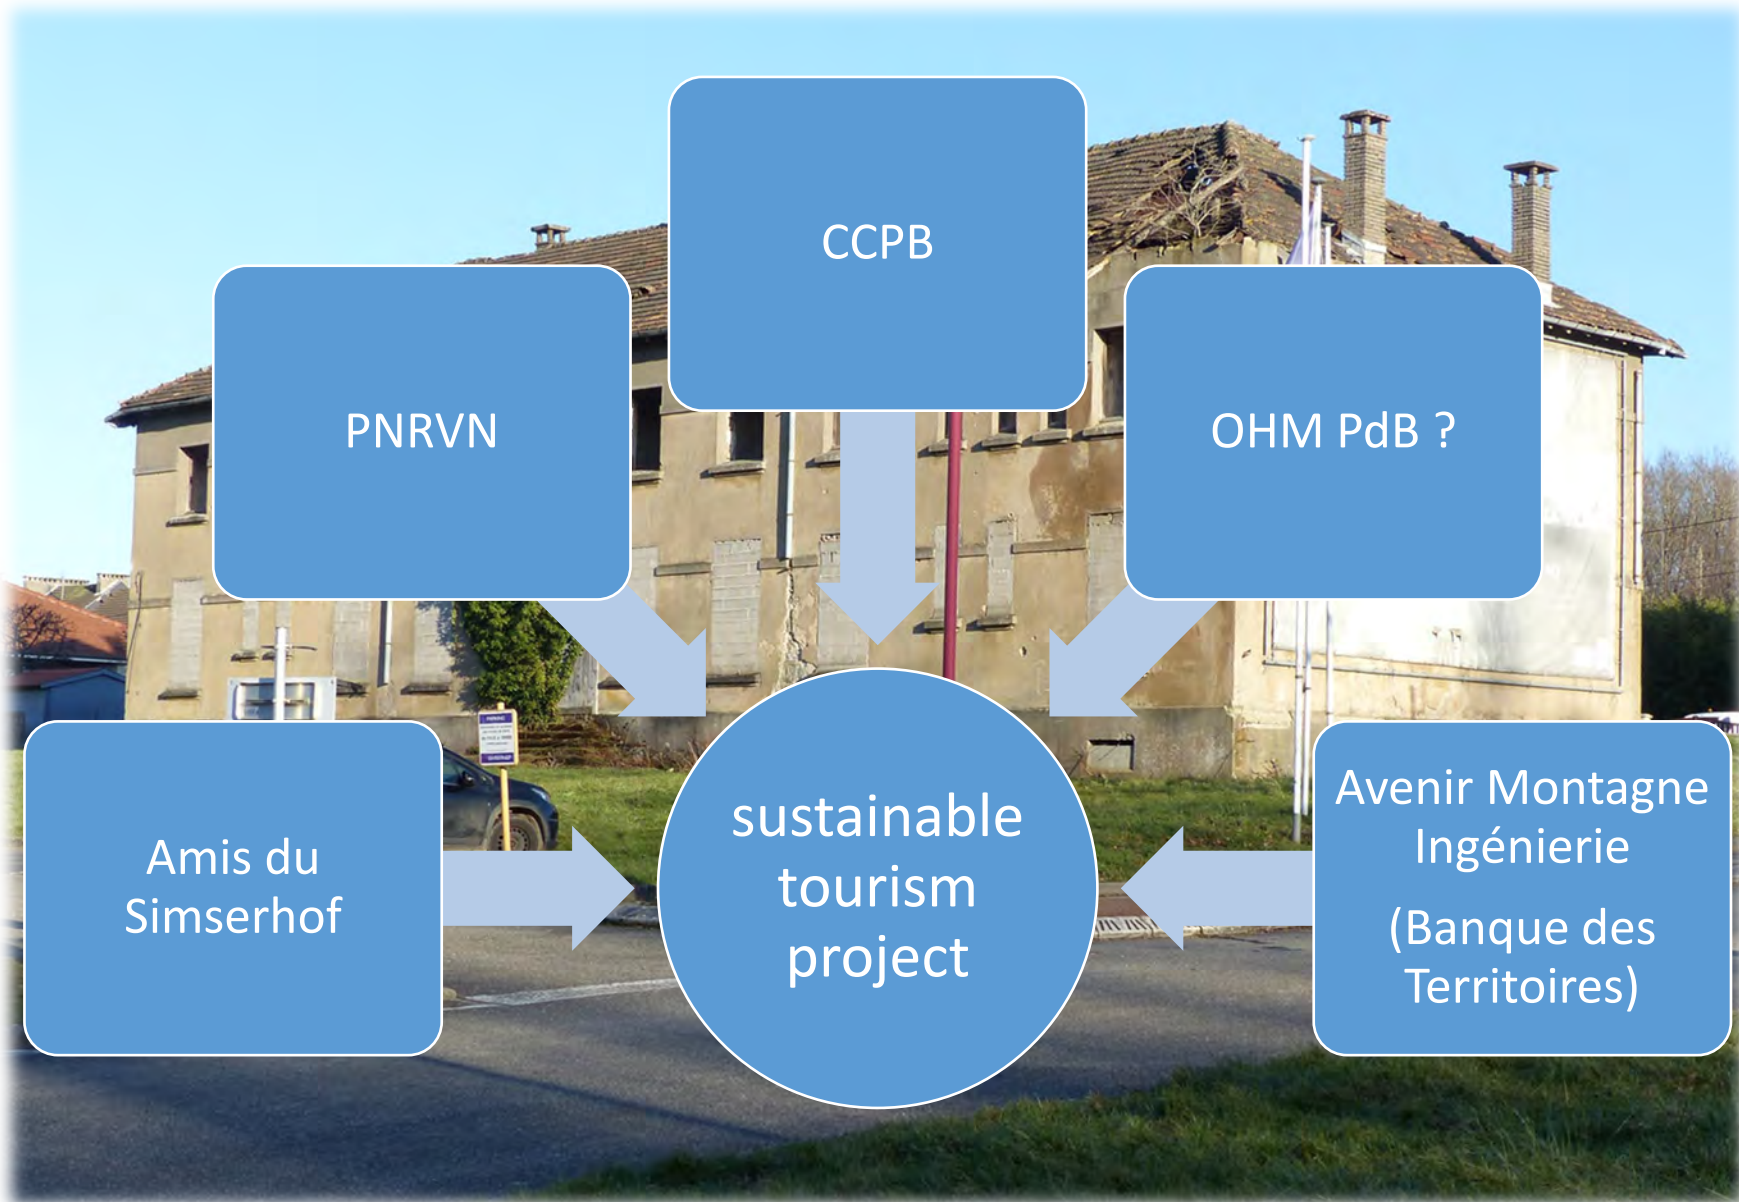 CCPB
PNRVN
OHM PdB ?
Amis du
Simserhof
sustainable
tourism
project
Avenir Montagne
Ingénierie
(Banque des
Territoires)